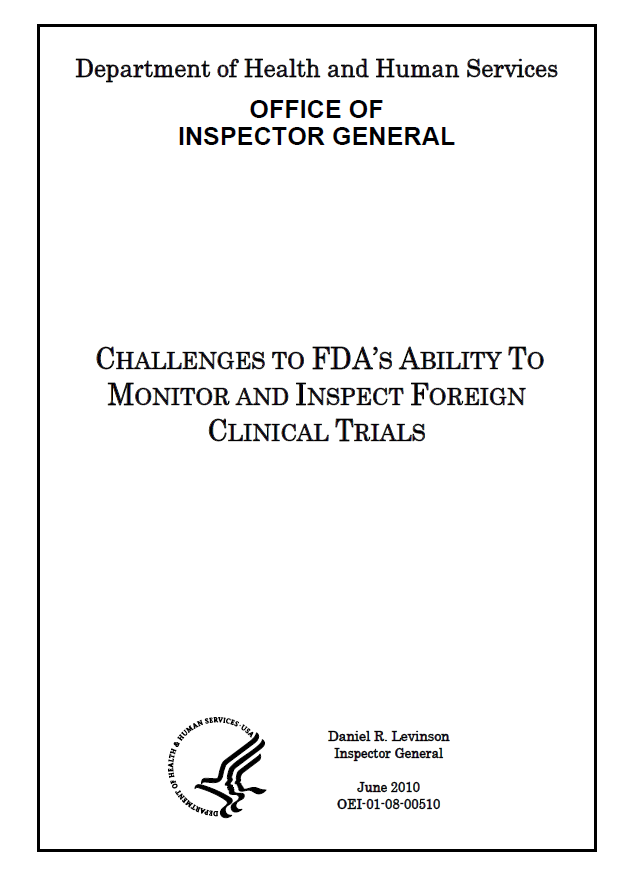 Department of Health and Human Services
OFFICE OF
INSPECTOR GENERAL
CHALLENGES TO FDA'S ABILITY TO
MONITOR AND INSPECT FOREIGN
CLINICAL TRIALS
DEPARTMENT OF HEALTH & HUMAN SERVICES·USA
Daniel R. Levinson
Inspector General
June 2010
OEI-01-08-00510